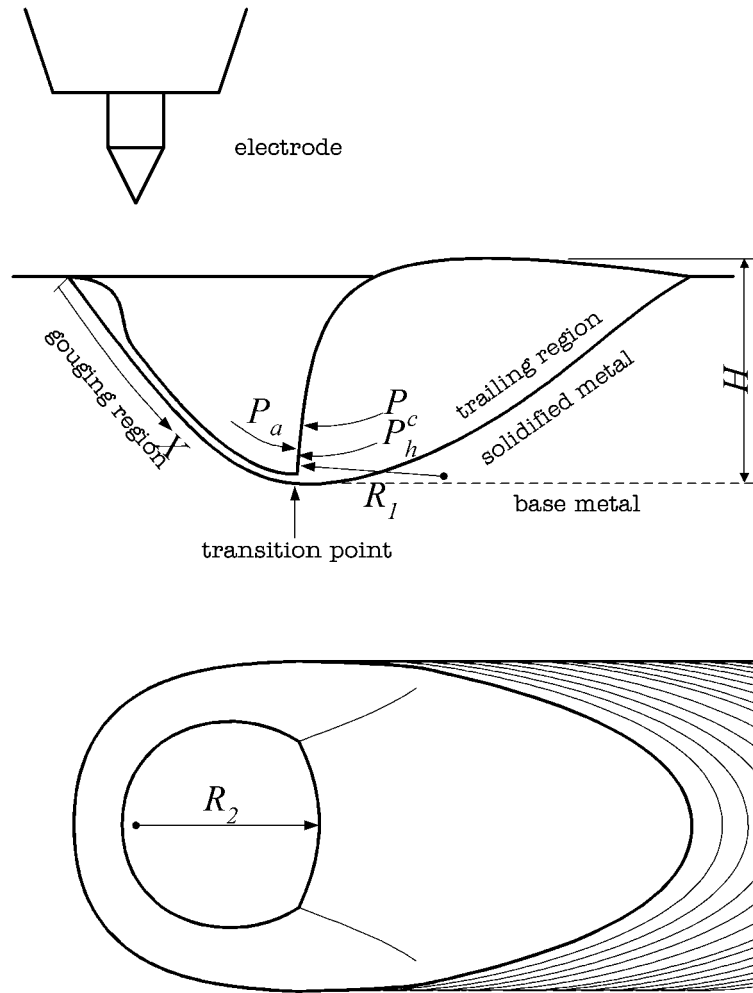 electrode
gouging region
X
P_a
P_c
P_h
R_1
trailing region
solidified metal
H
base metal
transition point
R_2